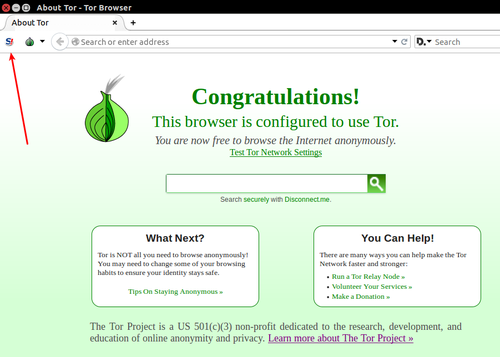 About Tor - Tor Browser
About Tor
Search or enter address
Search
Congratulations!
This browser is configured to use Tor.
You are now free to browse the Internet anonymously.
Test Tor Network Settings
Search securely with Disconnect.me.
What Next?
Tor is NOT all you need to browse anonymously!
You may need to change some of your browsing
habits to ensure your identity stays safe.
Tips On Staying Anonymous »
You Can Help!
There are many ways you can help make the Tor
Network faster and stronger:
• Run a Tor Relay Node »
• Volunteer Your Services »
• Make a Donation »
The Tor Project is a US 501(c)(3) non-profit dedicated to the research, development, and
education of online anonymity and privacy. Learn more about The Tor Project »